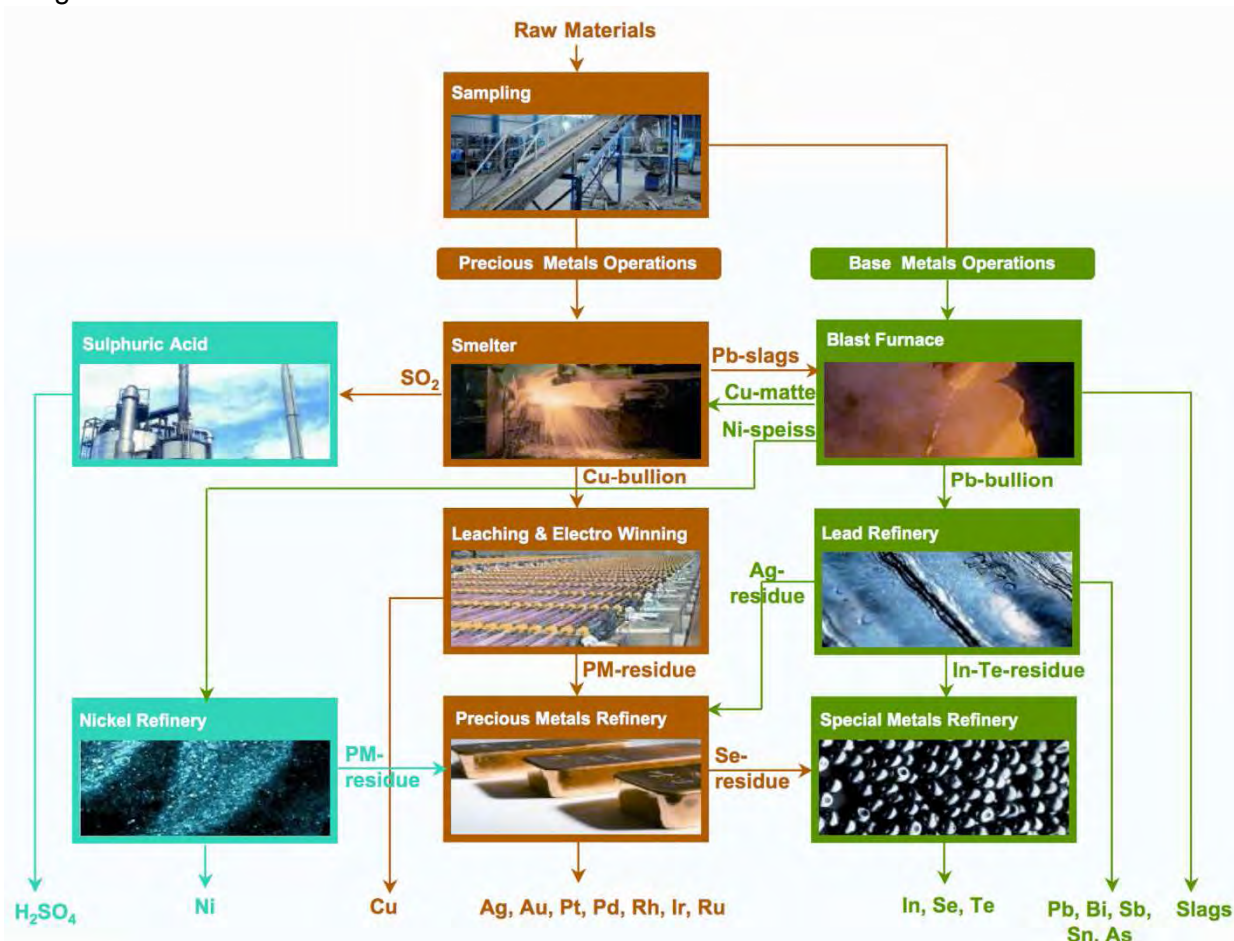 Raw Materials
Sampling
Precious Metals Operations
Base Metals Operations
Sulphuric Acid
Smelter
Blast Furnace
SO₂
Pb-slags
Cu-matte
Ni-speiss
Cu-bullion
Pb-bullion
Leaching & Electro Winning
Lead Refinery
Ag-
residue
PM-residue
In-Te-residue
Nickel Refinery
Precious Metals Refinery
Special Metals Refinery
PM-
residue
Se-
residue
H₂SO₄
Ni
Cu
Ag, Au, Pt, Pd, Rh, Ir, Ru
In, Se, Te
Pb, Bi, Sb,
Sn, As
Slags